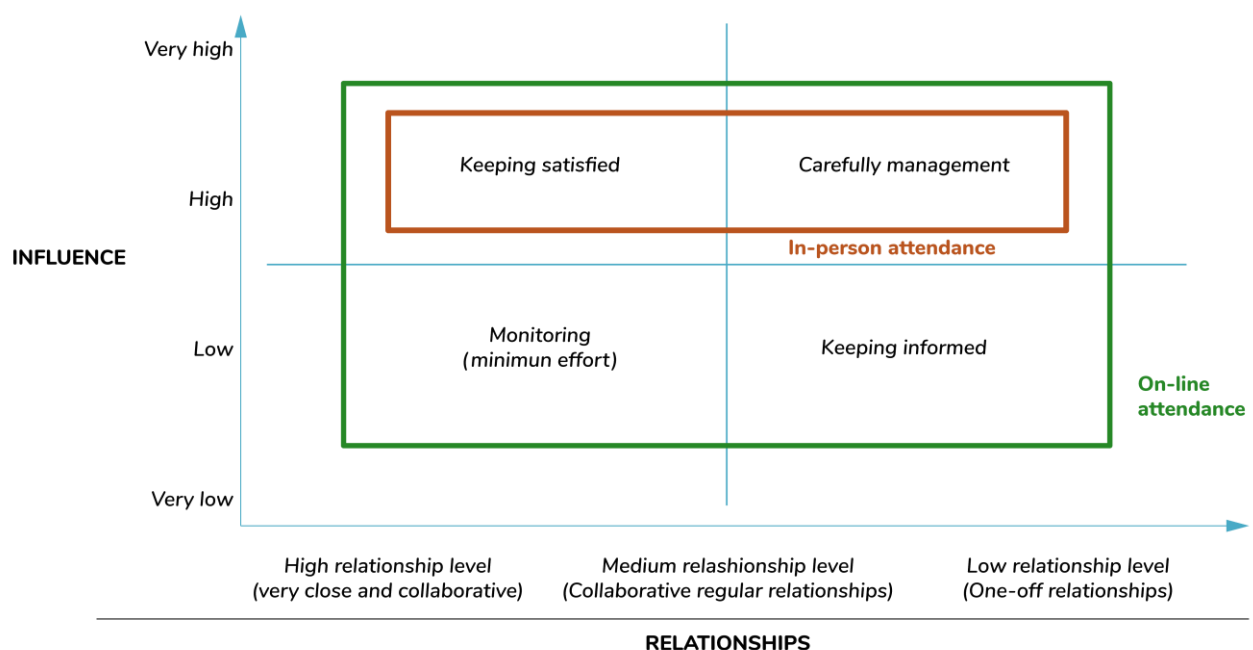 Very high
Keeping satisfied
Carefully management
High
In-person attendance
INFLUENCE
Monitoring
(minimun effort)
Low
Keeping informed
On-line
attendance
Very low
High relationship level
(very close and collaborative)
Medium relashionship level
(Collaborative regular relationships)
Low relationship level
(One-off relationships)
RELATIONSHIPS